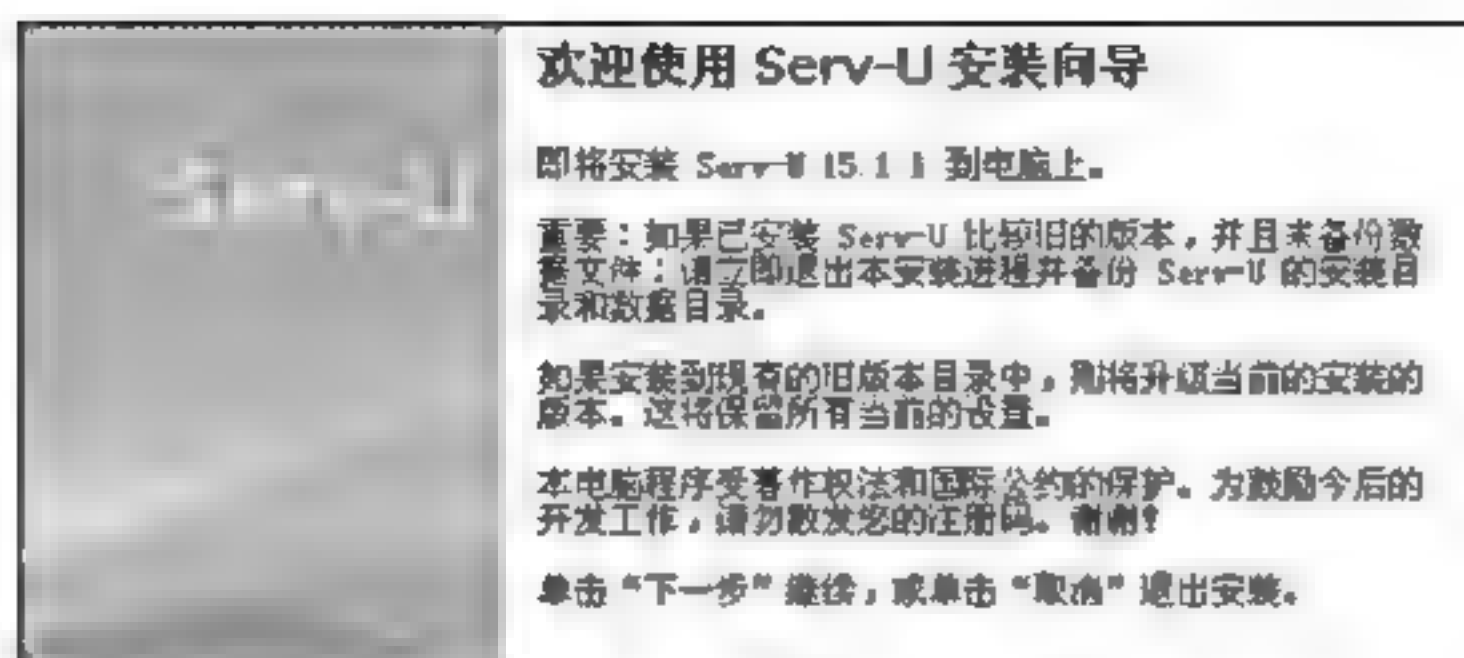 Serv-U
欢迎使用 Serv-U 安装向导
即将安装 Serv-U 15.1.1 到电脑上。
重要：如果已安装 Serv-U 比较旧的版本，并且未备份数
据文件：请立即退出本安装进程并备份 Serv-U 的安装目
录和数据目录。
如果安装到现有的旧版本目录中，则将升级当前的安装的
版本。这将保留所有当前的设置。
本电脑程序受著作权法和国际公约的保护。为鼓励今后的
开发工作，请勿散发您的注册码。谢谢！
单击“下一步”继续，或单击“取消”退出安装。